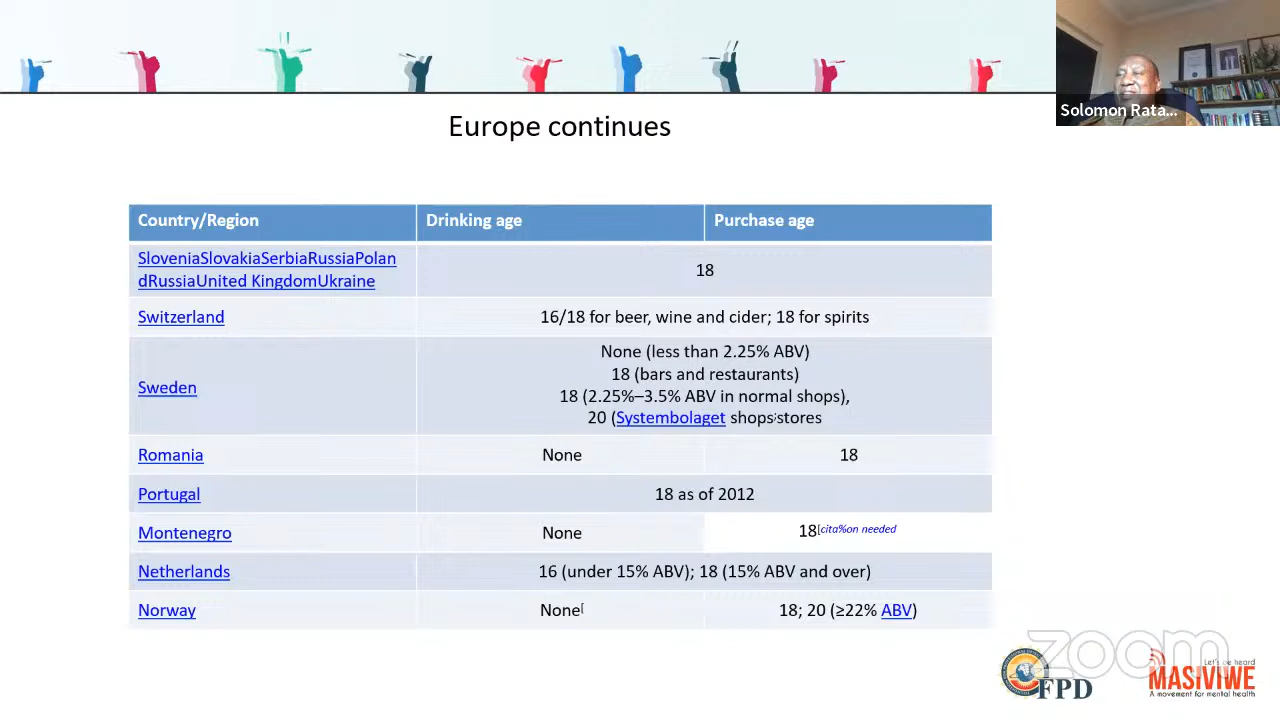 Solomon Rata...
Europe continues
Country/Region Drinking age Purchase age
SloveniaSlovakiaSerbiaRussiaPolan
dRussiaUnited KingdomUkraine
18
Switzerland 16/18 for beer, wine and cider; 18 for spirits
None (less than 2.25% ABV)
18 (bars and restaurants)
Sweden
18 (2.25%–3.5% ABV in normal shops),
20 (Systembolaget shops stores
Romania None 18
Portugal 18 as of 2012
Montenegro None 18[cita%on needed
Netherlands 16 (under 15% ABV); 18 (15% ABV and over)
Norway None[ 18; 20 (≥22% ABV)
zoom
FPD
Let's be heard
MASIVIWE
A movement for mental health